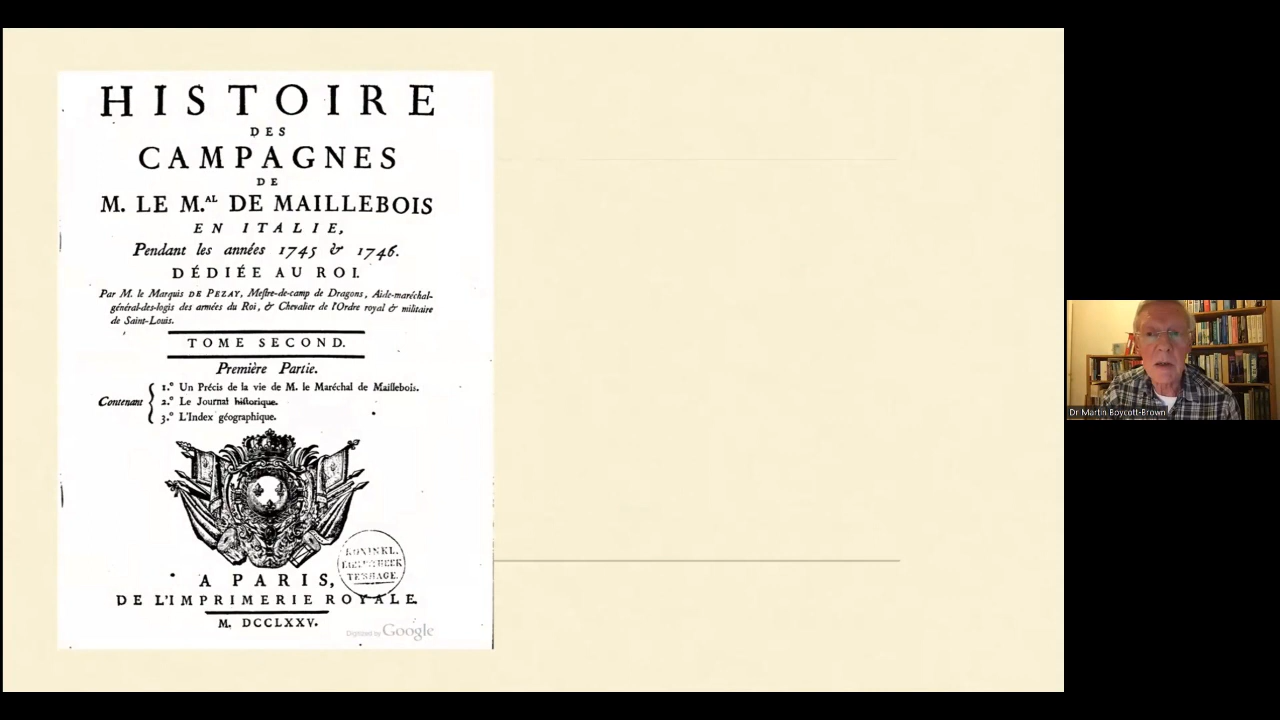 HISTOIRE
DES
CAMPAGNES
DE
M. LE M.AL DE MAILLEBOIS
EN ITALIE,
Pendant les années 1745 & 1746.
DÉDIÉE AU ROI.
Par M. le Marquis DE PEZAY, Meſtre-de-camp de Dragons, Aide-maréchal-
général-des-logis des armées du Roi, & Chevalier de l'Ordre royal & militaire
de Saint-Louis.
TOME SECOND.
Première Partie.
Contenant
1.° Un Précis de la vie de M. le Maréchal de Maillebois.
2.° Le Journal hiſtorique.
3.° L'Index géographique.
KONINKL.
TE'SHAGE.
A PARIS,
DE L'IMPRIMERIE ROYALE.
M. DCCLXXV.
Digitized by Google
Dr Martin Boycott-Brown